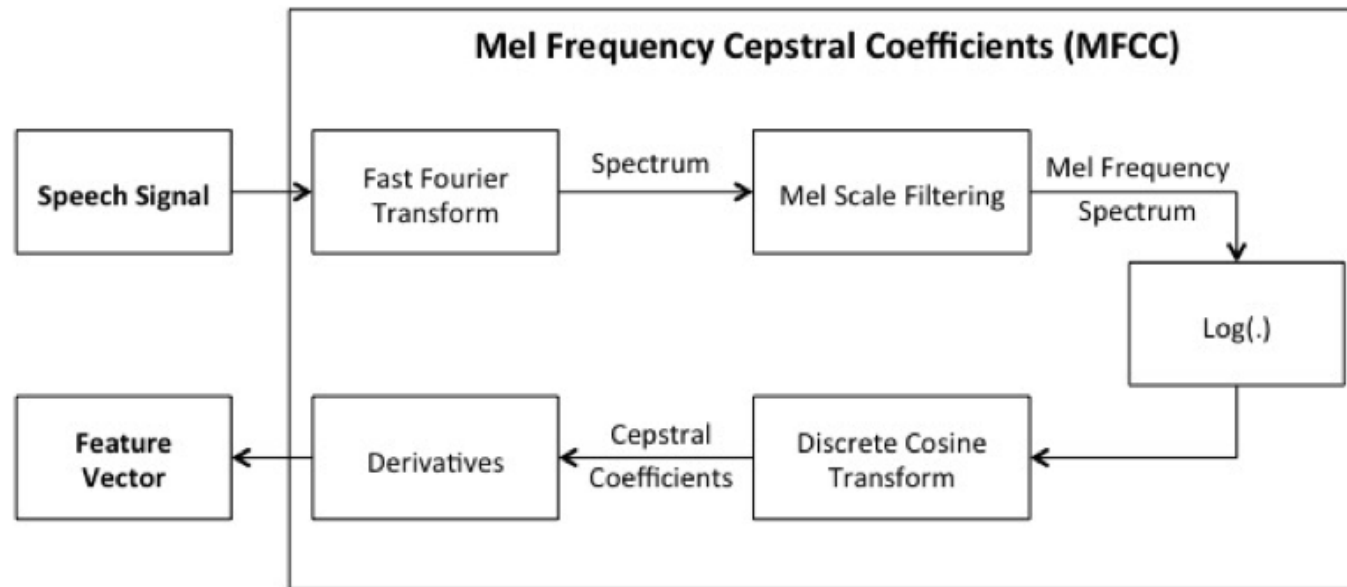 Mel Frequency Cepstral Coefficients (MFCC)
Speech Signal
Fast Fourier
Transform
Spectrum
Mel Scale Filtering
Mel Frequency
Spectrum
Log(.)
Discrete Cosine
Transform
Cepstral
Coefficients
Derivatives
Feature
Vector